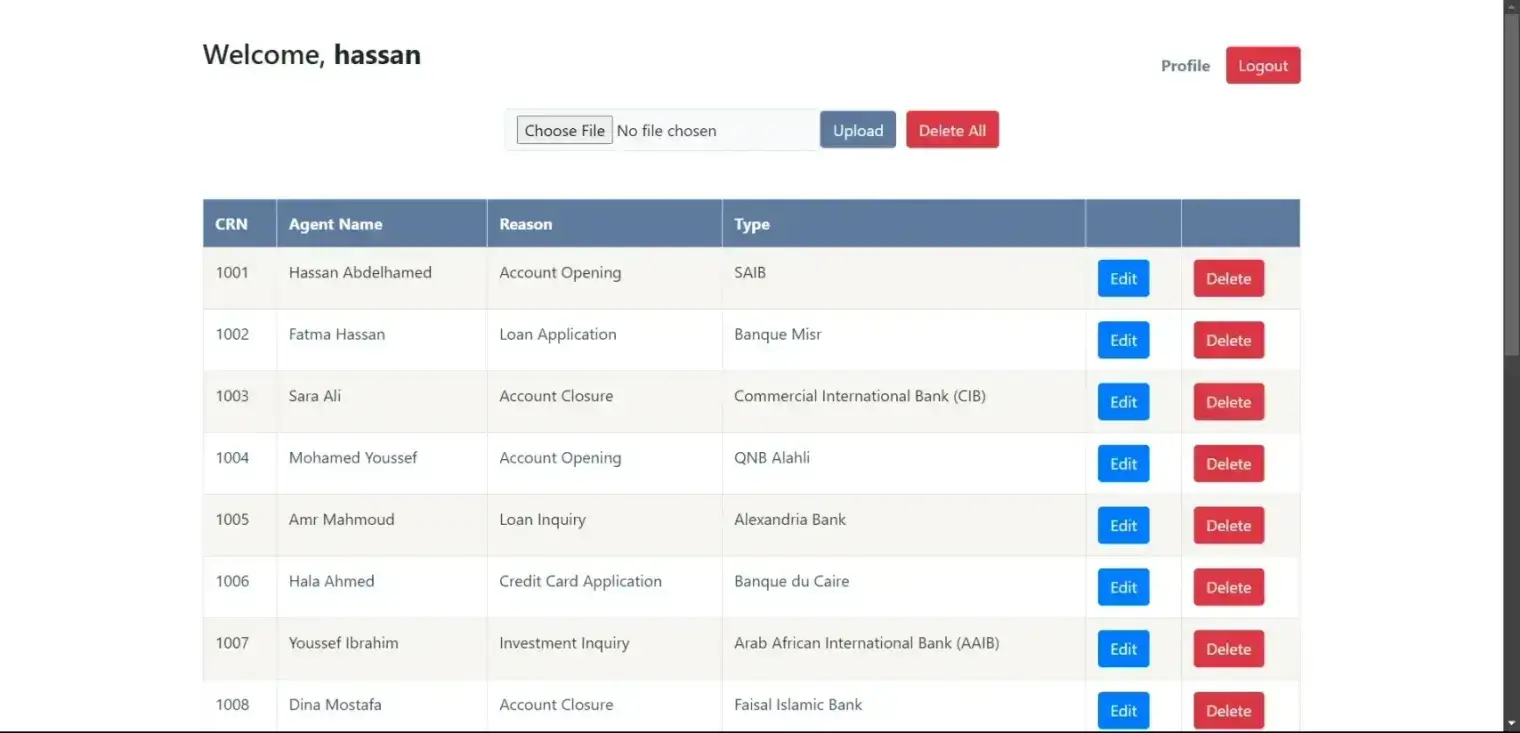 Welcome, hassan
Profile Logout
Choose File No file chosen Upload Delete All
CRN Agent Name Reason Type
1001 Hassan Abdelhamed Account Opening SAIB Edit Delete
1002 Fatma Hassan Loan Application Banque Misr Edit Delete
1003 Sara Ali Account Closure Commercial International Bank (CIB) Edit Delete
1004 Mohamed Youssef Account Opening QNB Alahli Edit Delete
1005 Amr Mahmoud Loan Inquiry Alexandria Bank Edit Delete
1006 Hala Ahmed Credit Card Application Banque du Caire Edit Delete
1007 Youssef Ibrahim Investment Inquiry Arab African International Bank (AAIB) Edit Delete
1008 Dina Mostafa Account Closure Faisal Islamic Bank Edit Delete